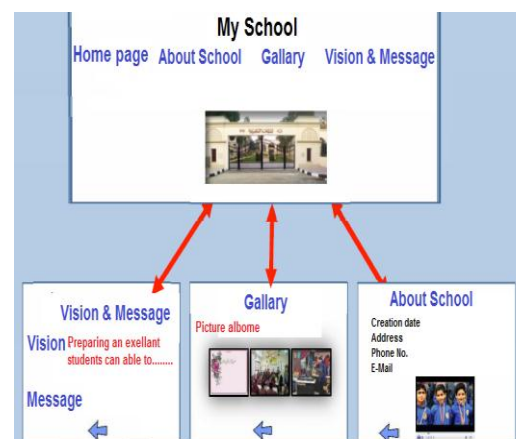 My School
Home page About School Gallary Vision & Message
Vision & Message
Vision Preparing an exellant
students can able to........
Message
Gallary
Picture albome
About School
Creation date
Address
Phone No.
E-Mail